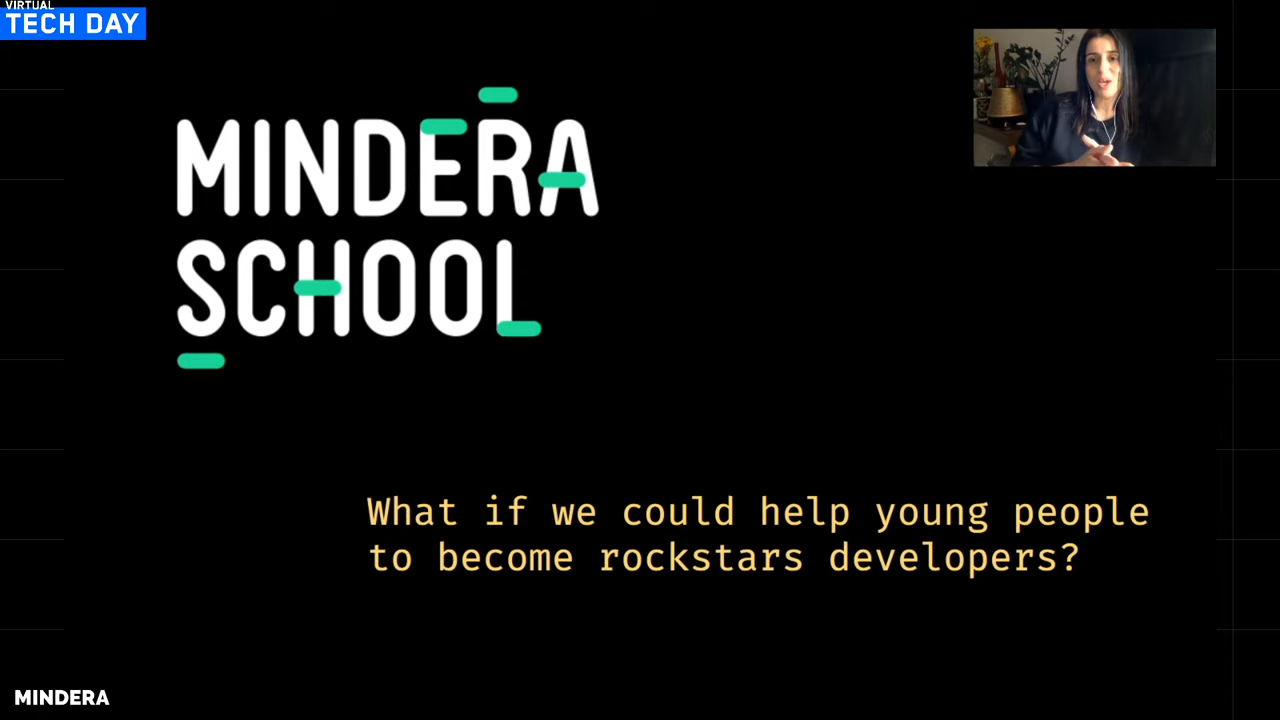 VIRTUAL
TECH DAY
MINDERA
SCHOOL
What if we could help young people
to become rockstars developers?
MINDERA